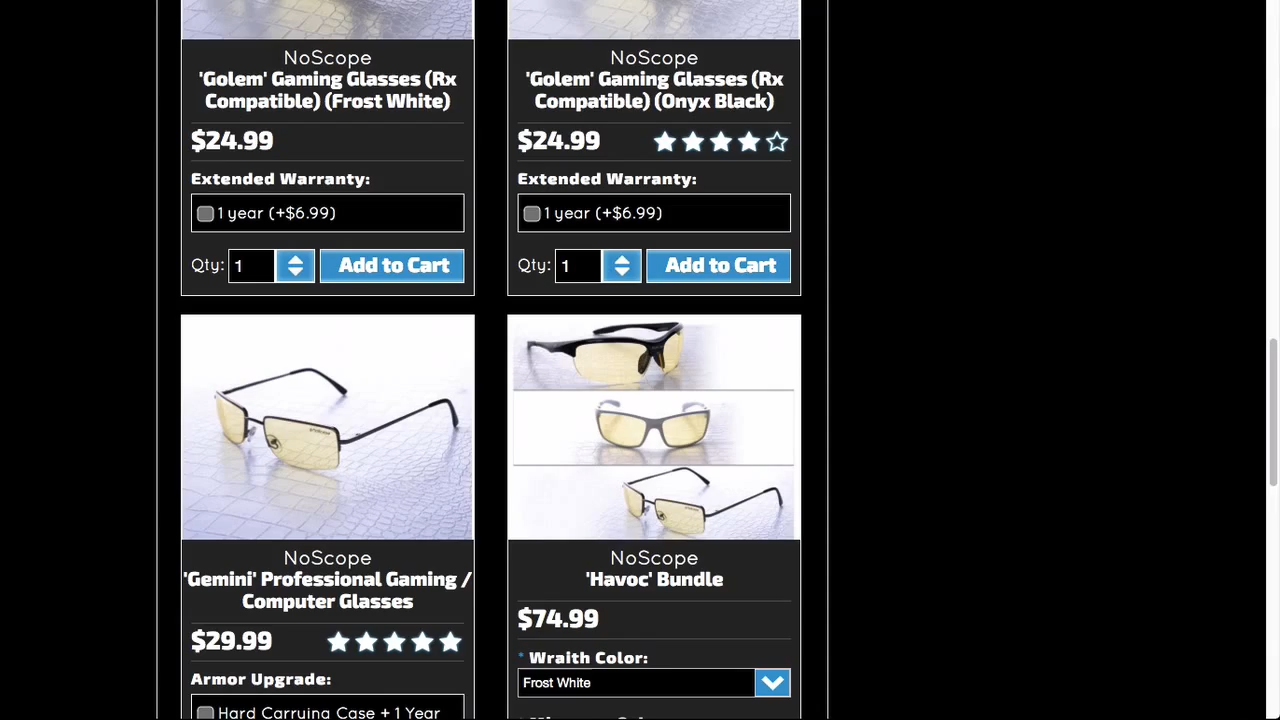 NoScope
'Golem' Gaming Glasses (Rx
Compatible) (Frost White)
$24.99
Extended Warranty:
1 year (+$6.99)
Qty: 1 Add to Cart
NoScope
'Golem' Gaming Glasses (Rx
Compatible) (Onyx Black)
$24.99
Extended Warranty:
1 year (+$6.99)
Qty: 1 Add to Cart
NoScope
'Gemini' Professional Gaming /
Computer Glasses
$29.99
Armor Upgrade:
Hard Carrying Case + 1 Year
NoScope
'Havoc' Bundle
$74.99
* Wraith Color:
Frost White